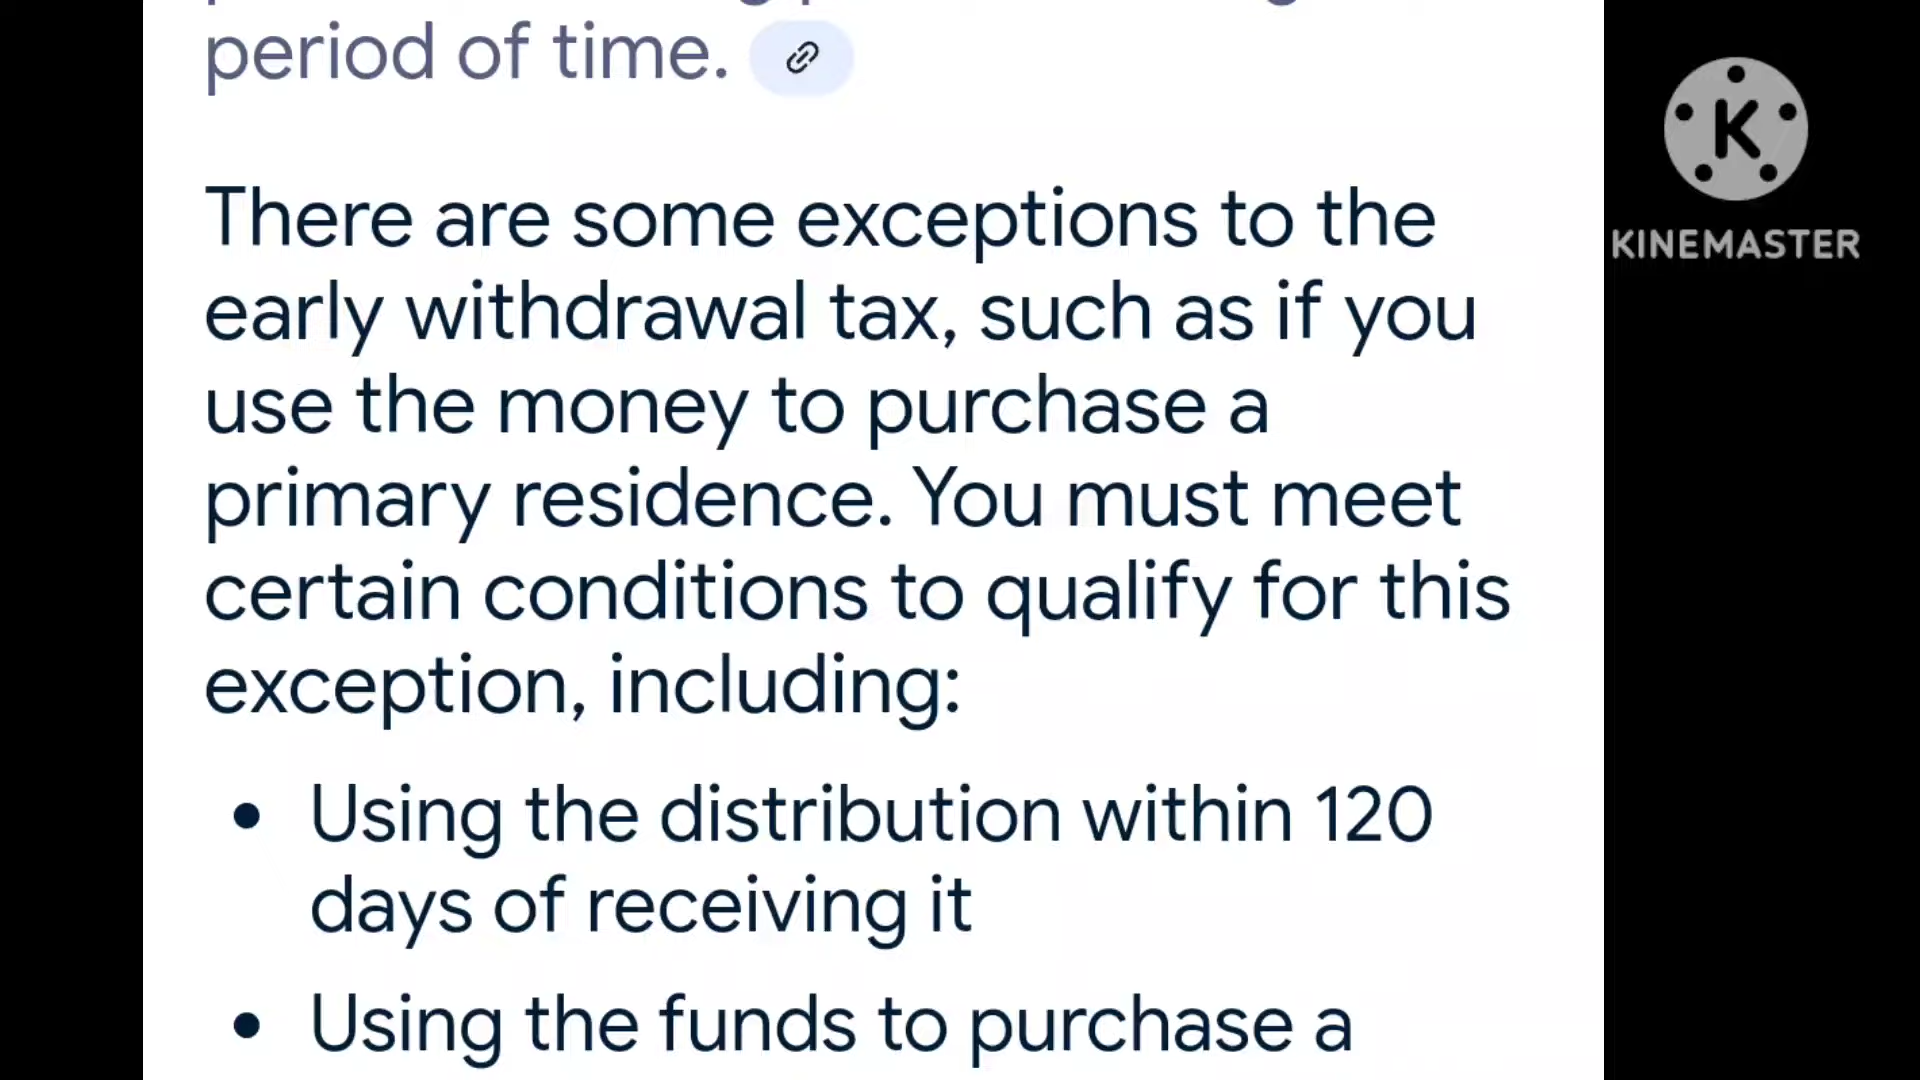 period of time.
There are some exceptions to the
early withdrawal tax, such as if you
use the money to purchase a
primary residence. You must meet
certain conditions to qualify for this
exception, including:
• Using the distribution within 120
days of receiving it
• Using the funds to purchase a
K
KINEMASTER